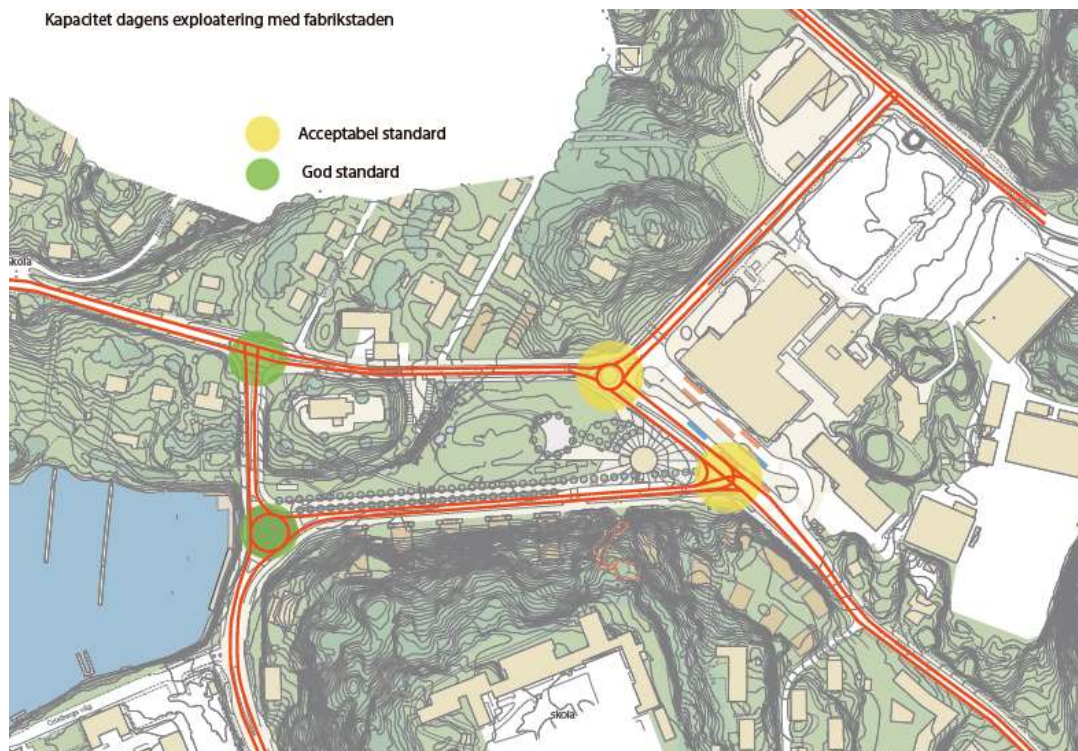 Kapacitet dagens exploatering med fabrikstaden
Acceptabel standard
God standard
skola
skola